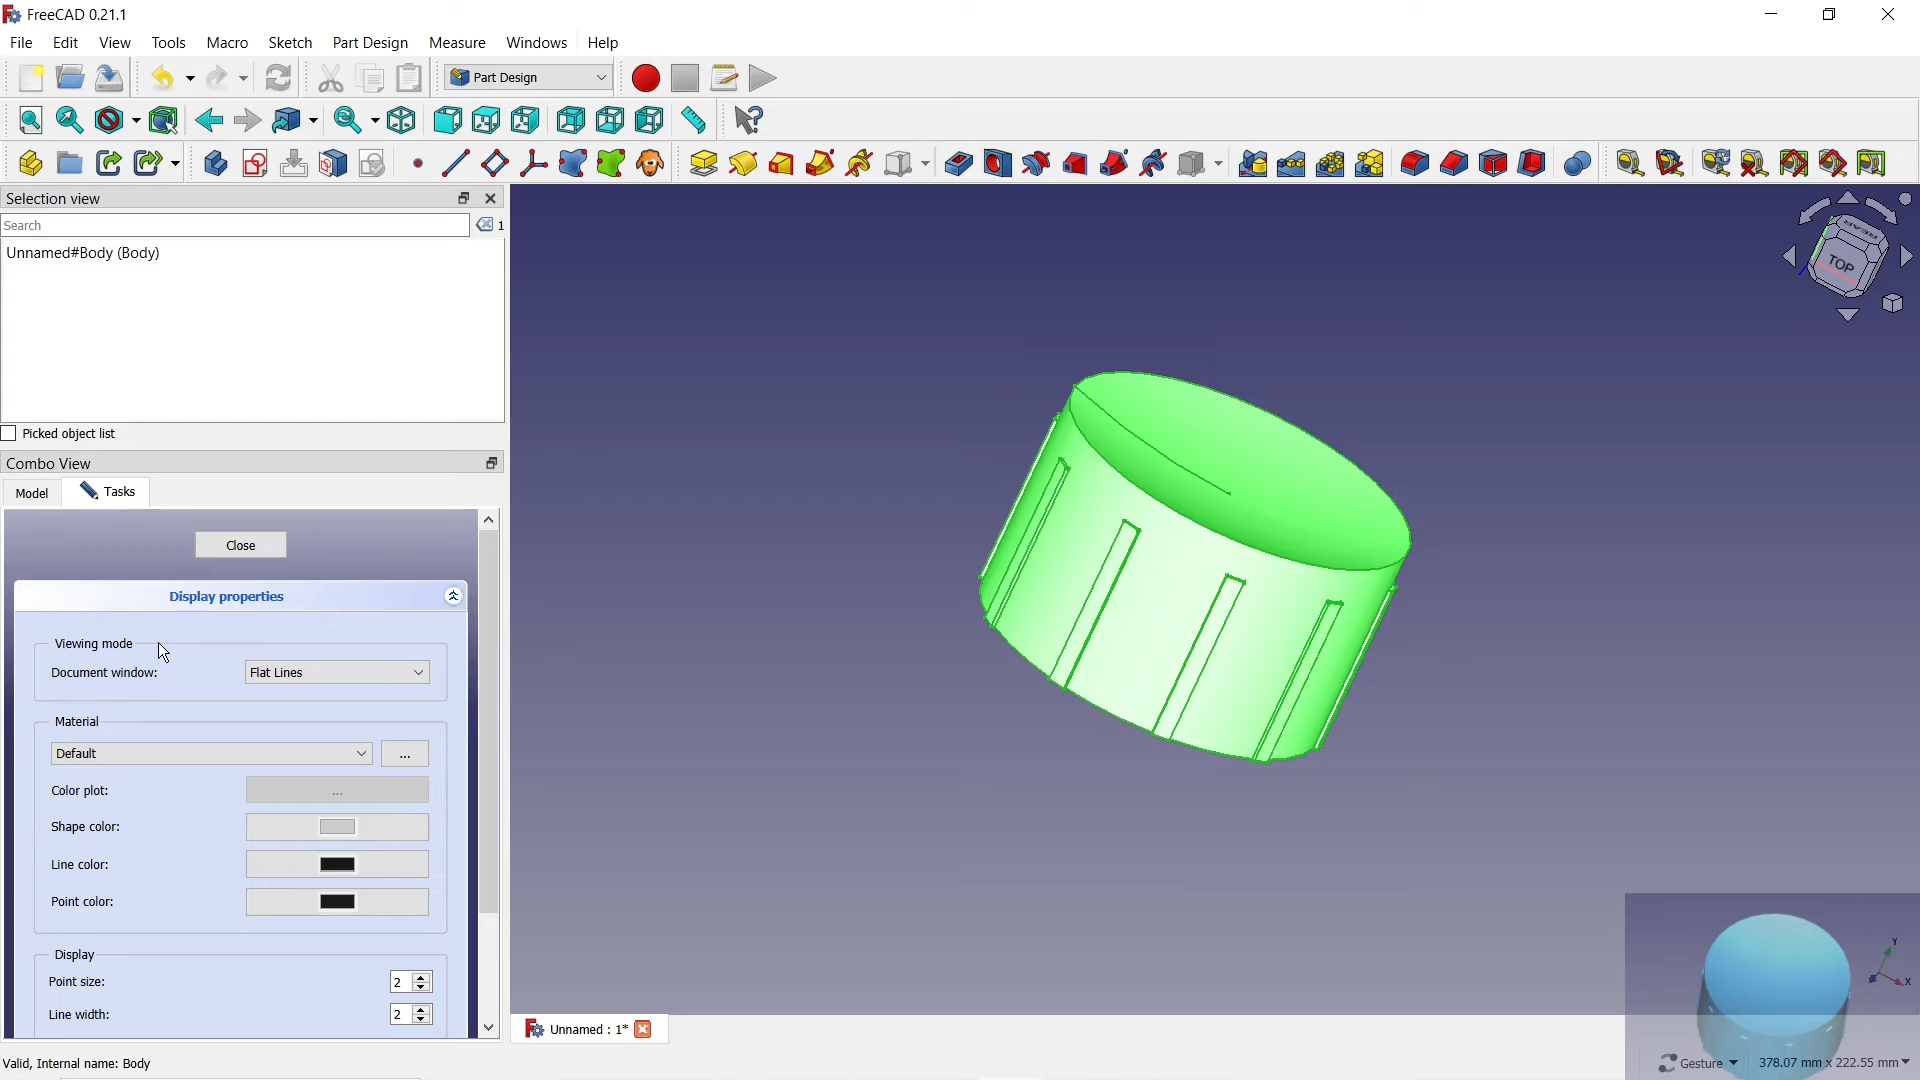 FreeCAD 0.21.1
File Edit View Tools Macro Sketch Part Design Measure Windows Help
Part Design
Selection view
Search
1
Unnamed#Body (Body)
Picked object list
Combo View
Model
Tasks
Close
Display properties
Viewing mode
Document window:
Flat Lines
Material
Default
...
Color plot:
...
Shape color:
Line color:
Point color:
Display
Point size:
2
Line width:
2
TOP
REAR
Y
X
Unnamed : 1*
Valid, Internal name: Body
Gesture
378.07 mm x 222.55 mm